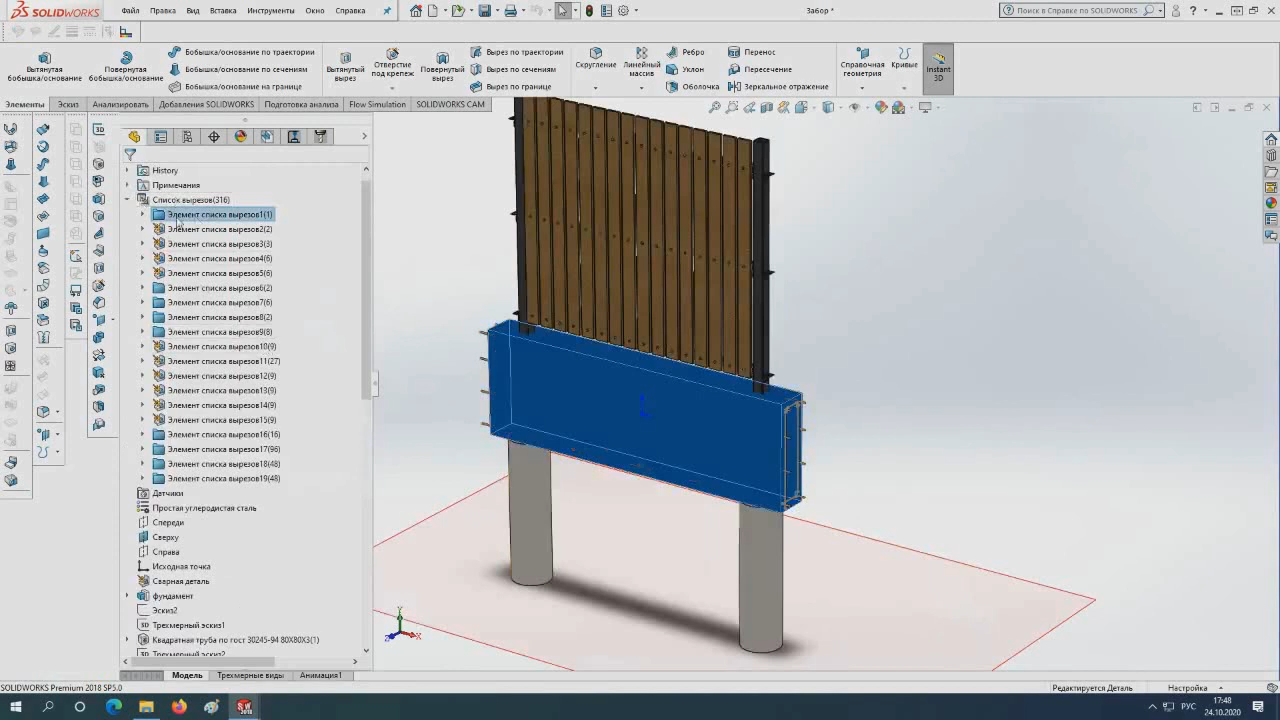 SOLIDWORKS
Файл
Правка
Вид
Вставка
Инструменты
Окно
Справка
Забор *
Поиск в Справке по SOLIDWORKS
Вытянутая бобышка/основание
Повернутая бобышка/основание
Бобышка/основание по траектории
Бобышка/основание по сечениям
Бобышка/основание на границе
Вытянутый вырез
Отверстие под крепеж
Повернутый вырез
Вырез по траектории
Вырез по сечениям
Вырез по границе
Скругление
Линейный массив
Ребро
Уклон
Оболочка
Перенос
Пересечение
Зеркальное отражение
Справочная геометрия
Кривые
Instant 3D
Элементы
Эскиз
Анализировать
Добавления SOLIDWORKS
Подготовка анализа
Flow Simulation
SOLIDWORKS CAM
History
Примечания
Список вырезов(316)
Элемент списка вырезов1(1)
Элемент списка вырезов2(2)
Элемент списка вырезов3(3)
Элемент списка вырезов4(6)
Элемент списка вырезов5(6)
Элемент списка вырезов6(2)
Элемент списка вырезов7(6)
Элемент списка вырезов8(2)
Элемент списка вырезов9(8)
Элемент списка вырезов10(9)
Элемент списка вырезов11(27)
Элемент списка вырезов12(9)
Элемент списка вырезов13(9)
Элемент списка вырезов14(9)
Элемент списка вырезов15(9)
Элемент списка вырезов16(16)
Элемент списка вырезов17(96)
Элемент списка вырезов18(48)
Элемент списка вырезов19(48)
Датчики
Простая углеродистая сталь
Спереди
Сверху
Справа
Исходная точка
Сварная деталь
фундамент
Эскиз2
Трехмерный эскиз1
Квадратная труба по гост 30245-94 80X80X3(1)
Трехмерный эскиз2
Y
X
Z
Модель
Трехмерные виды
Анимация1
SOLIDWORKS Premium 2018 SP5.0
Редактируется Деталь
Настройка
РУС
17:48
24.10.2020